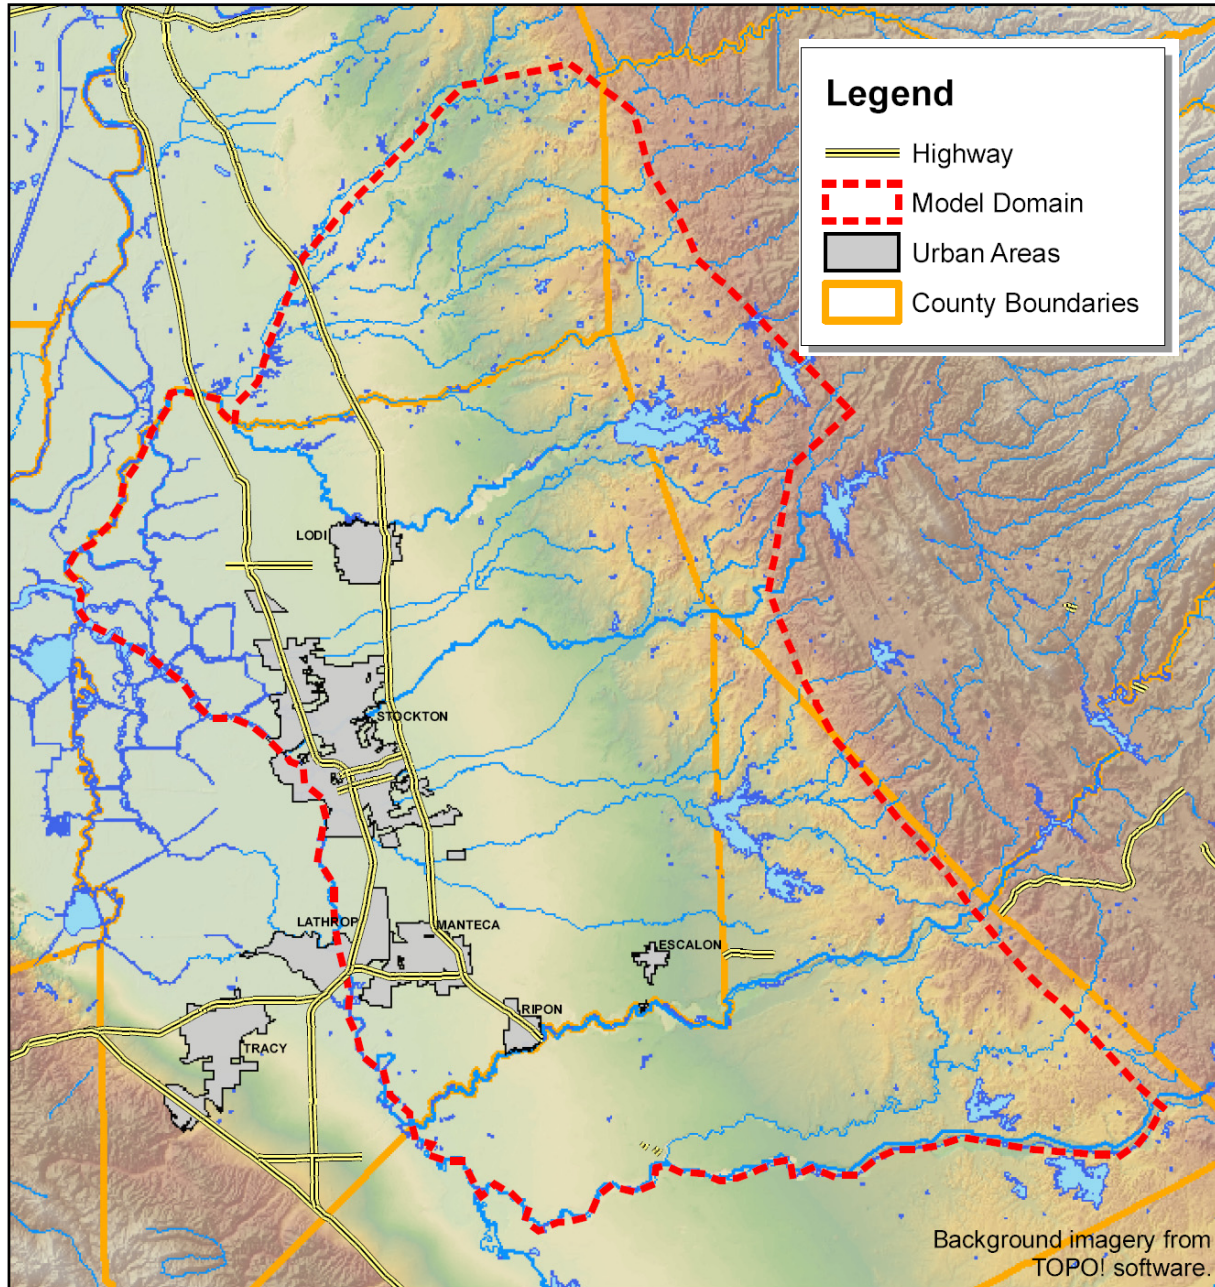 Legend
Highway
Model Domain
Urban Areas
County Boundaries
LODI
STOCKTON
LATHROP
MANTECA
ESCALON
RIPON
TRACY
Background imagery from
TOPO! software.